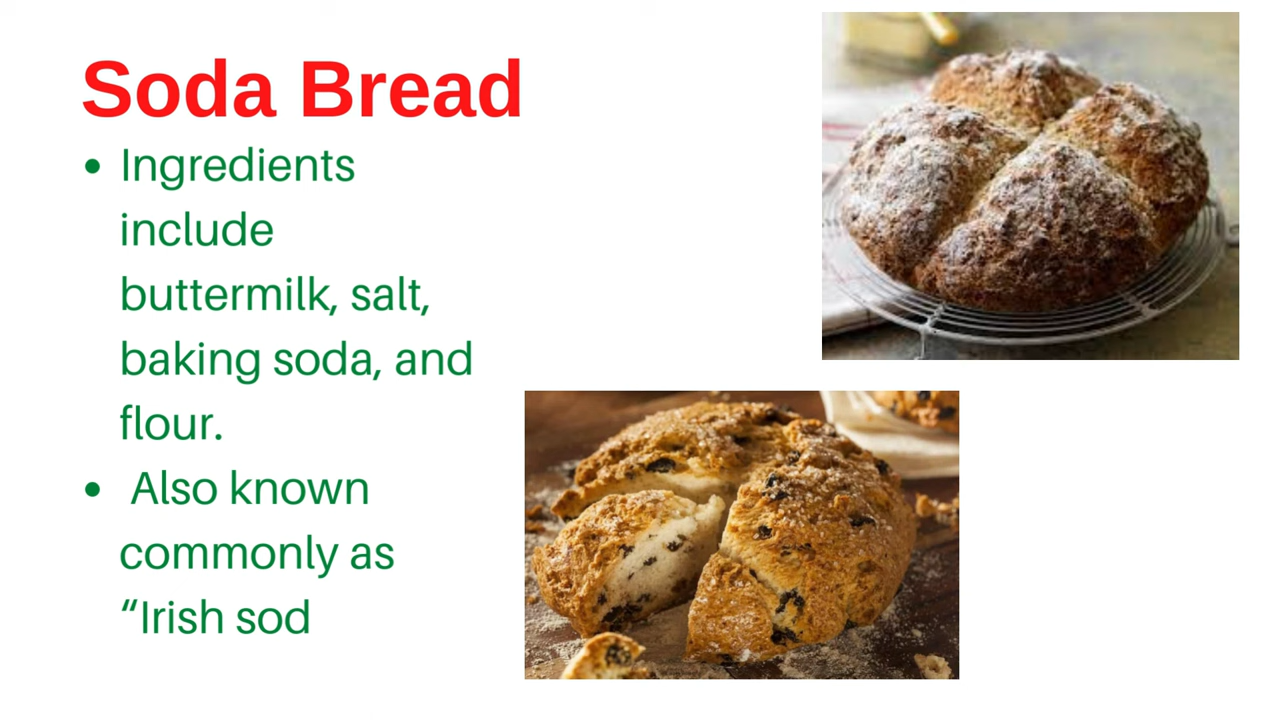 Soda Bread
• Ingredients
include
buttermilk, salt,
baking soda, and
flour.
• Also known
commonly as
“Irish sod